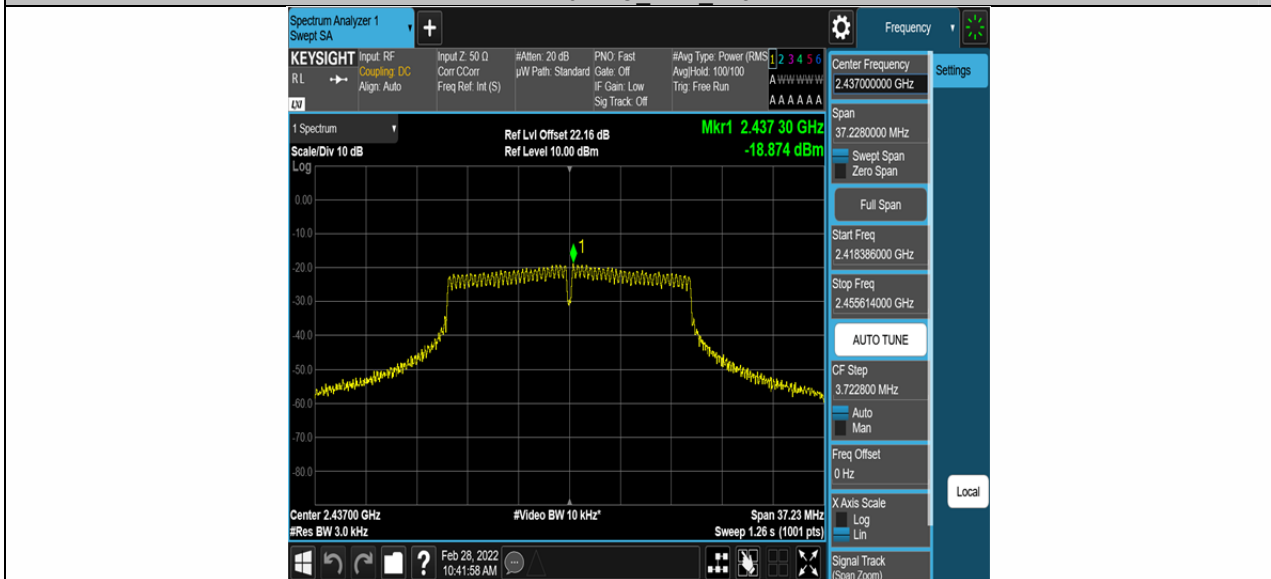 Spectrum Analyzer 1
Swept SA
+
Frequency
KEYSIGHT
Input: RF
Input Z: 50 Ω
#Atten: 20 dB
PNO: Fast
#Avg Type: Power (RMS
1 2 3 4 5 6
R L
Coupling: DC
Corr CCorr
µW Path: Standard
Gate: Off
Avg|Hold: 100/100
A W W W W W
Align: Auto
Freq Ref: Int (S)
IF Gain: Low
Trig: Free Run
LXI
Sig Track: Off
A A A A A A
1 Spectrum
Ref Lvl Offset 22.16 dB
Mkr1 2.437 30 GHz
Scale/Div 10 dB
Ref Level 10.00 dBm
-18.874 dBm
Log
0.00
-10.0
-20.0
-30.0
-40.0
-50.0
-60.0
-70.0
-80.0
1
Center 2.43700 GHz
#Video BW 10 kHz*
Span 37.23 MHz
#Res BW 3.0 kHz
Sweep 1.26 s (1001 pts)
Feb 28, 2022
10:41:58 AM
?
Center Frequency
2.437000000 GHz
Settings
Span
37.2280000 MHz
Swept Span
Zero Span
Full Span
Start Freq
2.418386000 GHz
Stop Freq
2.455614000 GHz
AUTO TUNE
CF Step
3.722800 MHz
Auto
Man
Freq Offset
0 Hz
Local
X Axis Scale
Log
Lin
Signal Track
(Span Zoom)